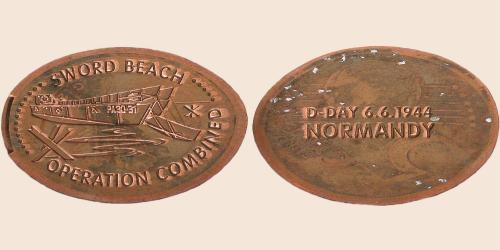 SWORD BEACH
OPERATION COMBINED
D-DAY 6.6.1944
NORMANDY